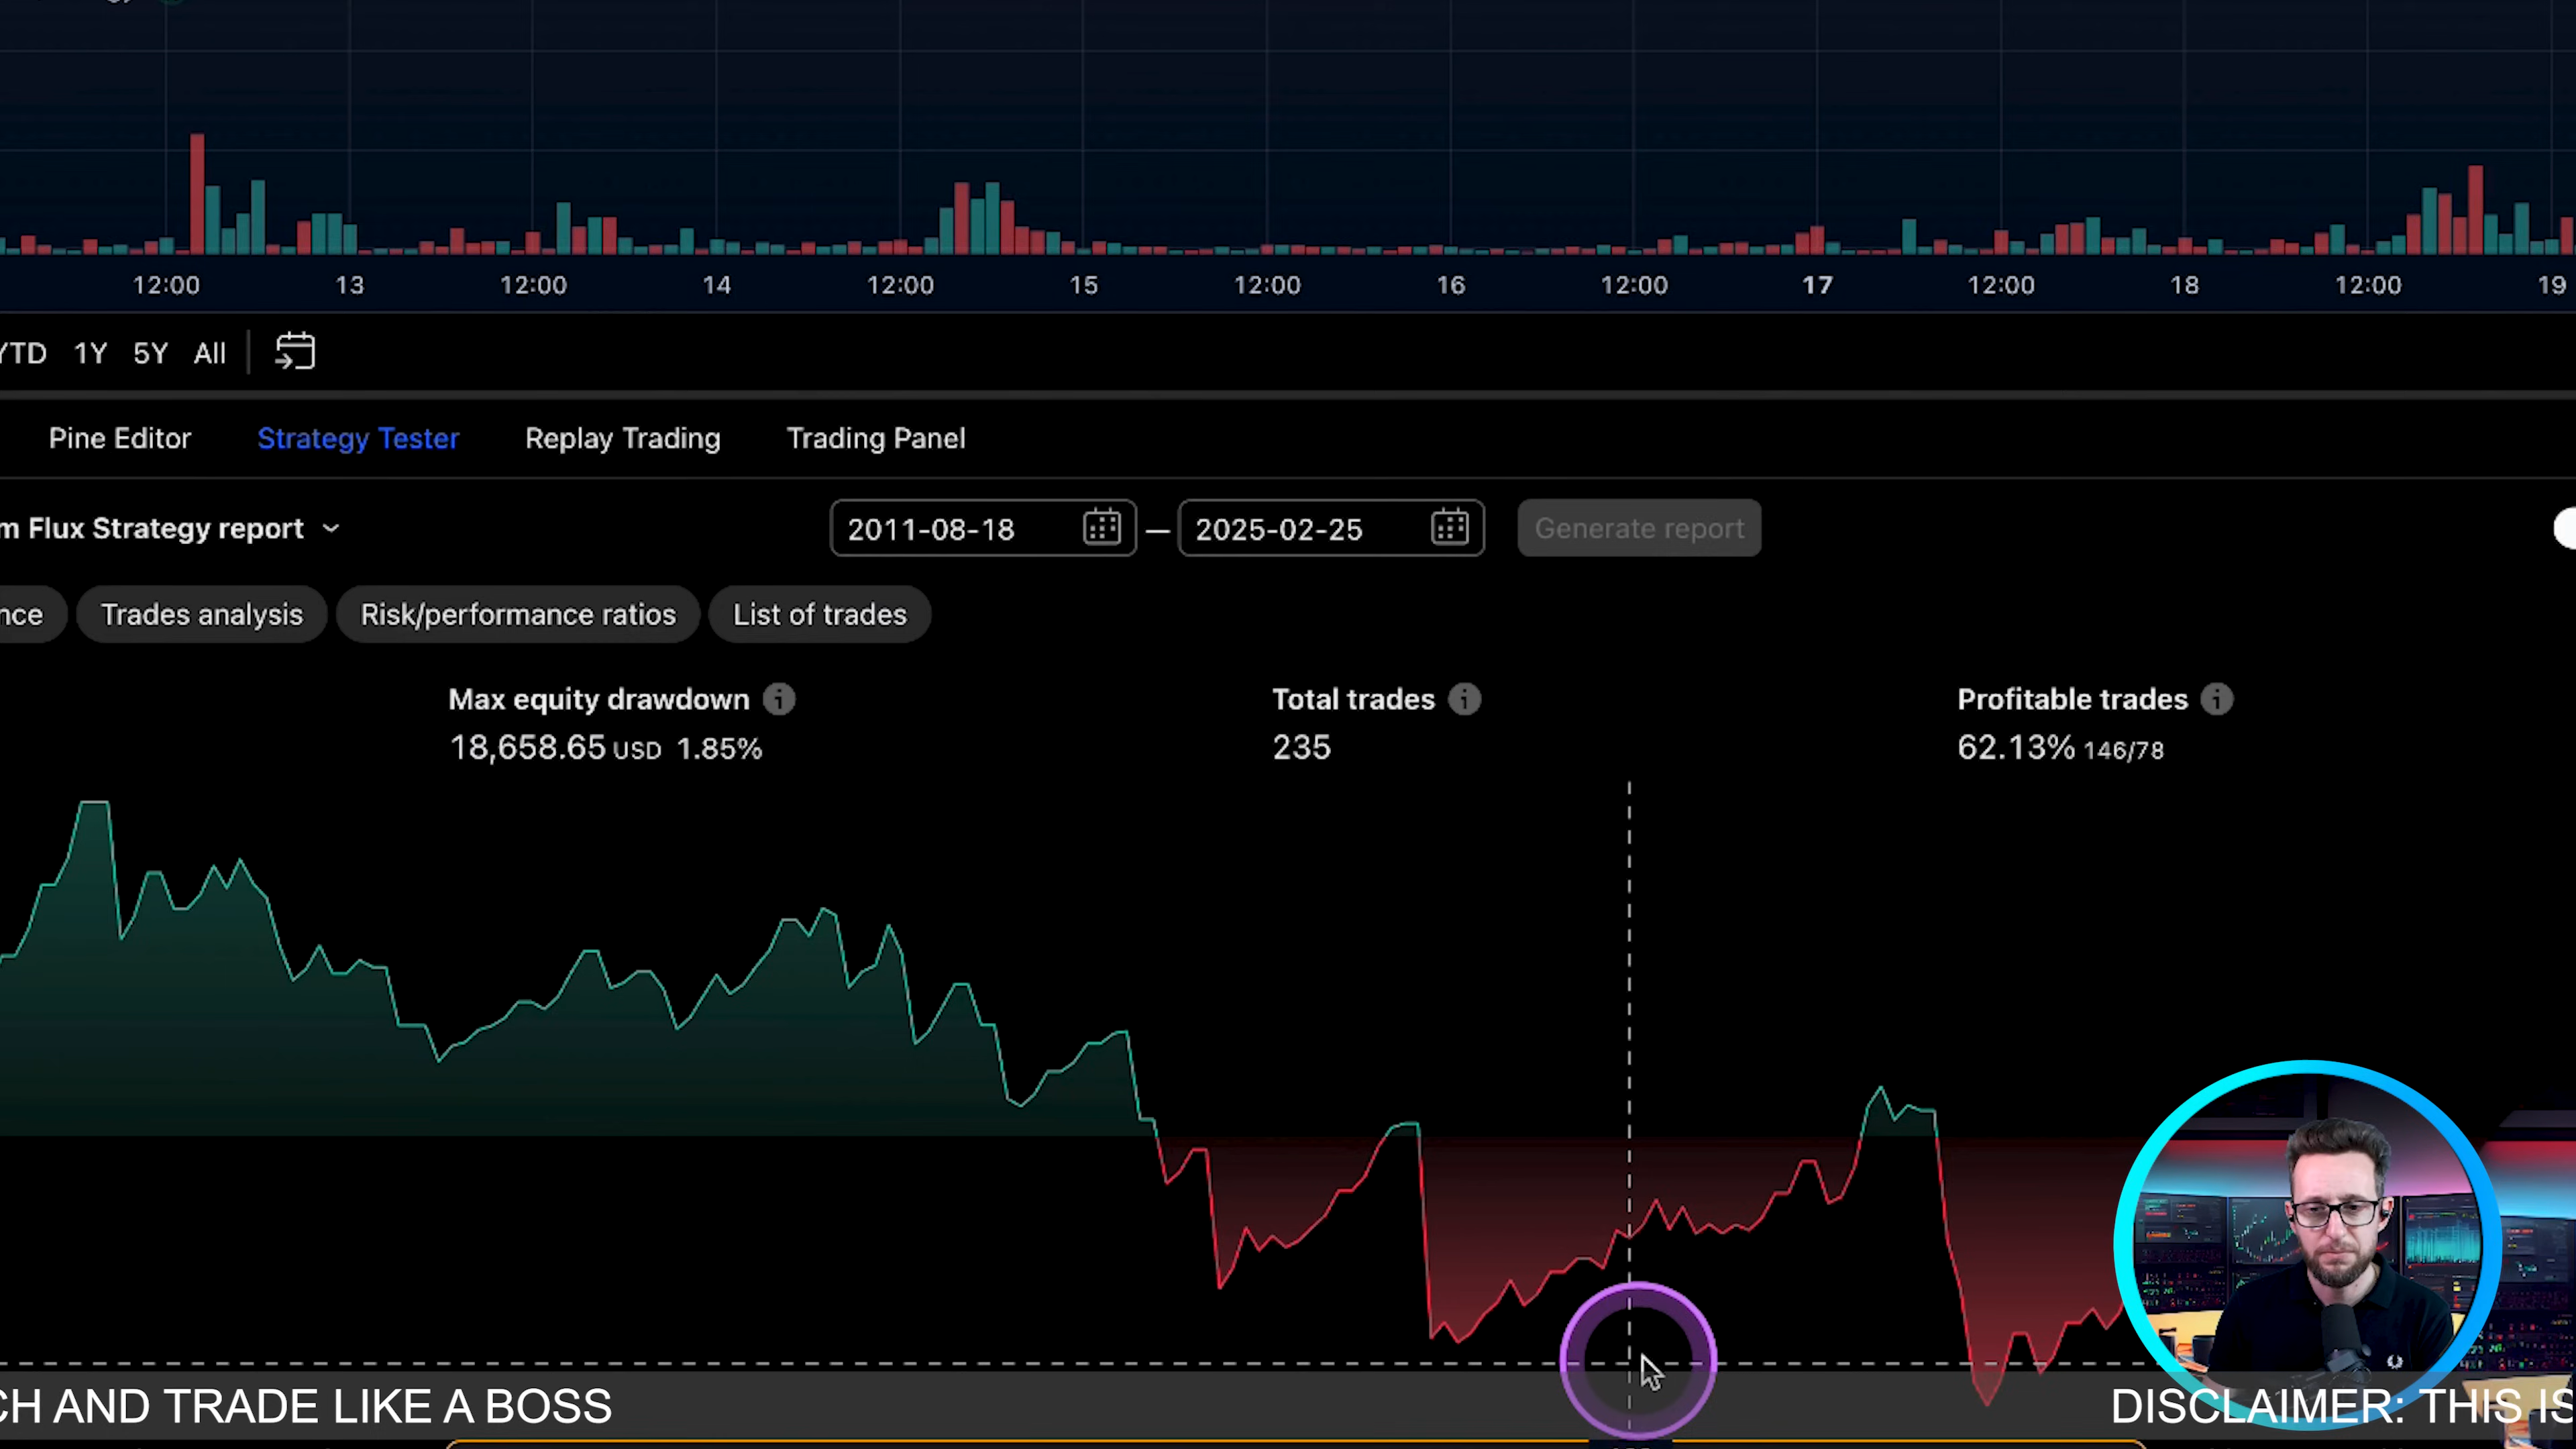 12:00 13 12:00 14 12:00 15 12:00 16 12:00 17 12:00 18 12:00 19
YTD 1Y 5Y All
Pine Editor Strategy Tester Replay Trading Trading Panel
m Flux Strategy report 2011-08-18 — 2025-02-25 Generate report
nce Trades analysis Risk/performance ratios List of trades
Max equity drawdown Total trades Profitable trades
18,658.65 USD 1.85% 235 62.13% 146/78
CH AND TRADE LIKE A BOSS DISCLAIMER: THIS IS